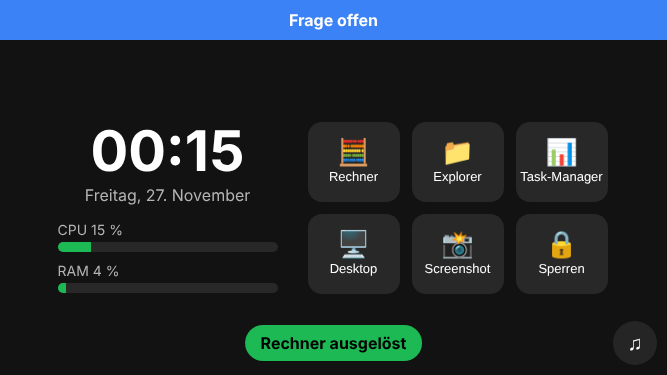 Frage offen
00:15
Freitag, 27. November
CPU 15 %
RAM 4 %
Rechner
Explorer
Task-Manager
Desktop
Screenshot
Sperren
Rechner ausgelöst